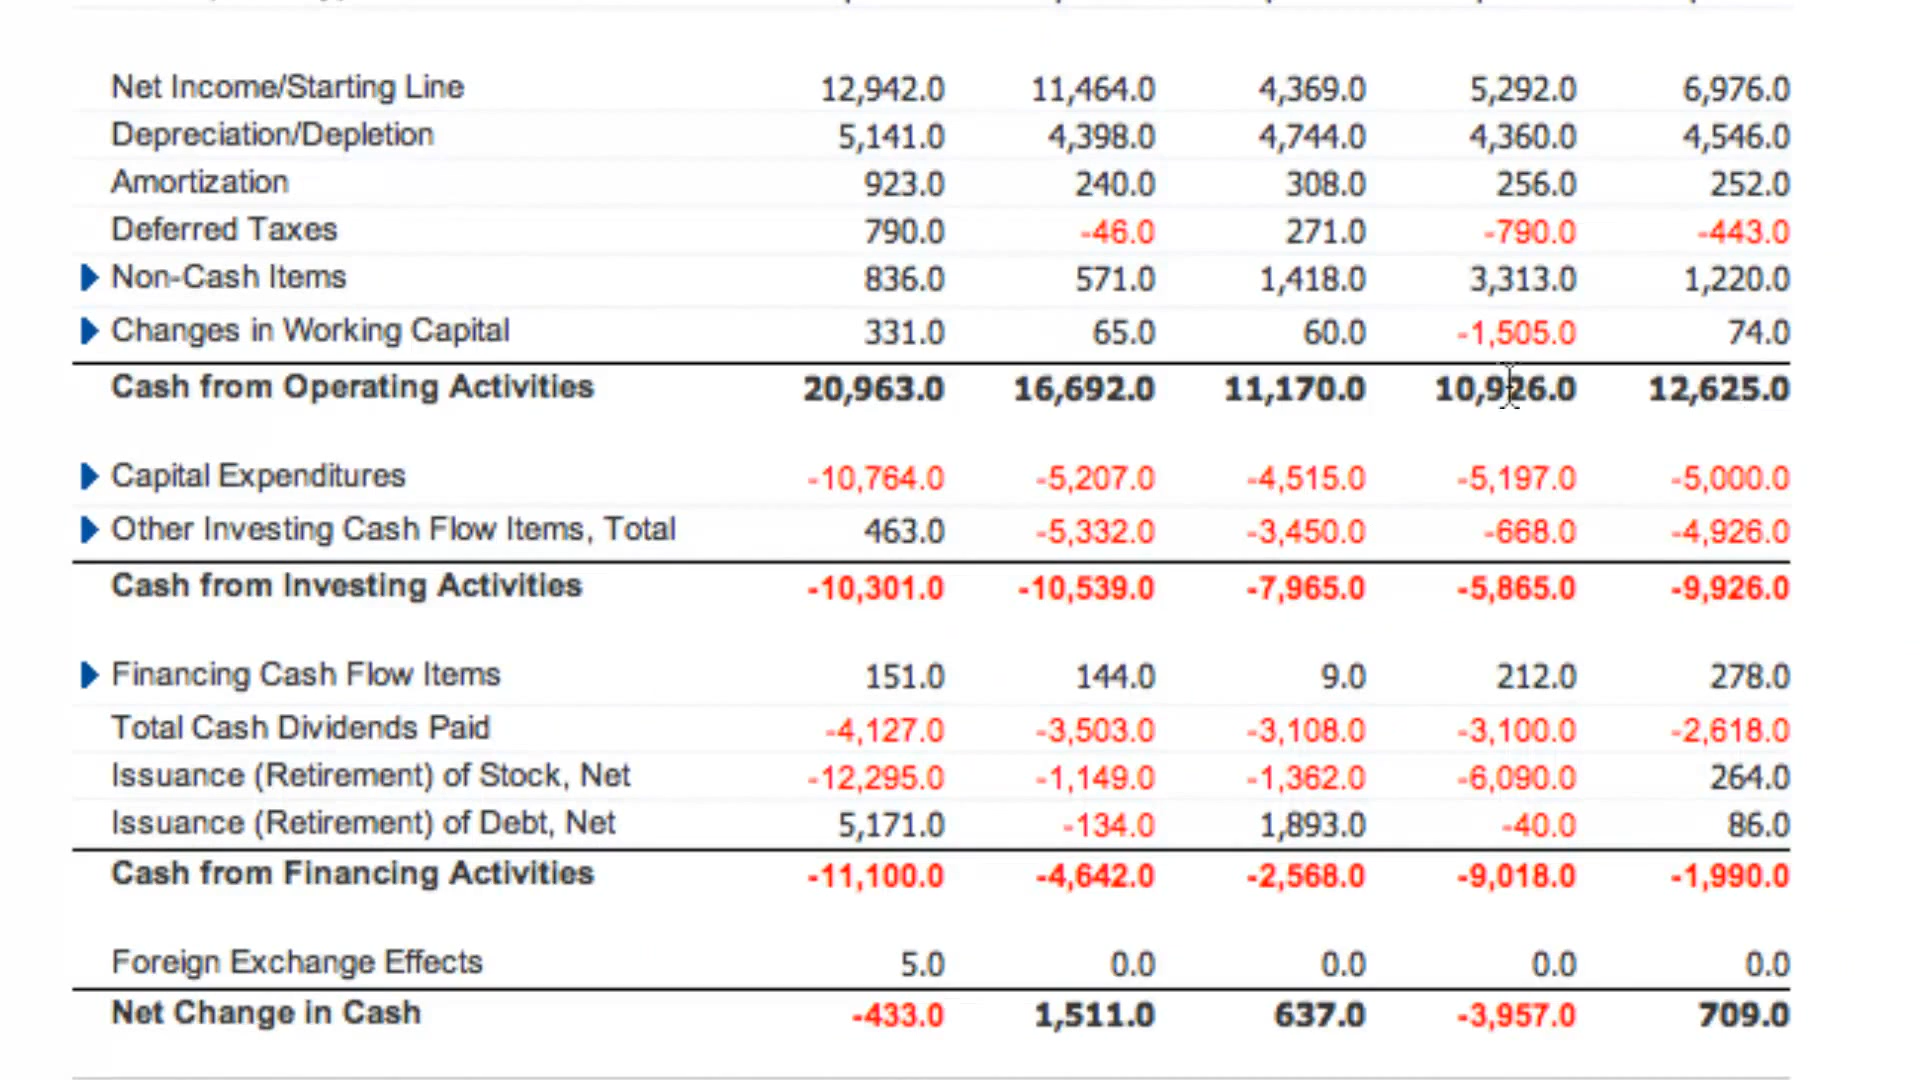 Net Income/Starting Line 12,942.0 11,464.0 4,369.0 5,292.0 6,976.0
Depreciation/Depletion 5,141.0 4,398.0 4,744.0 4,360.0 4,546.0
Amortization 923.0 240.0 308.0 256.0 252.0
Deferred Taxes 790.0 -46.0 271.0 -790.0 -443.0
Non-Cash Items 836.0 571.0 1,418.0 3,313.0 1,220.0
Changes in Working Capital 331.0 65.0 60.0 -1,505.0 74.0
Cash from Operating Activities 20,963.0 16,692.0 11,170.0 10,926.0 12,625.0
Capital Expenditures -10,764.0 -5,207.0 -4,515.0 -5,197.0 -5,000.0
Other Investing Cash Flow Items, Total 463.0 -5,332.0 -3,450.0 -668.0 -4,926.0
Cash from Investing Activities -10,301.0 -10,539.0 -7,965.0 -5,865.0 -9,926.0
Financing Cash Flow Items 151.0 144.0 9.0 212.0 278.0
Total Cash Dividends Paid -4,127.0 -3,503.0 -3,108.0 -3,100.0 -2,618.0
Issuance (Retirement) of Stock, Net -12,295.0 -1,149.0 -1,362.0 -6,090.0 264.0
Issuance (Retirement) of Debt, Net 5,171.0 -134.0 1,893.0 -40.0 86.0
Cash from Financing Activities -11,100.0 -4,642.0 -2,568.0 -9,018.0 -1,990.0
Foreign Exchange Effects 5.0 0.0 0.0 0.0 0.0
Net Change in Cash -433.0 1,511.0 637.0 -3,957.0 709.0